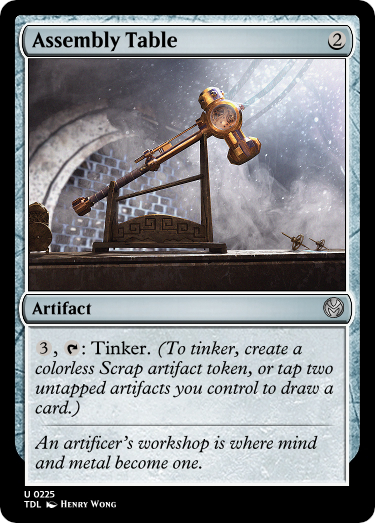 Assembly Table 2
Artifact
3, T: Tinker. (To tinker, create a
colorless Scrap artifact token, or tap two
untapped artifacts you control to draw a
card.)
An artificer's workshop is where mind
and metal become one.
U 0225
TDL Henry Wong